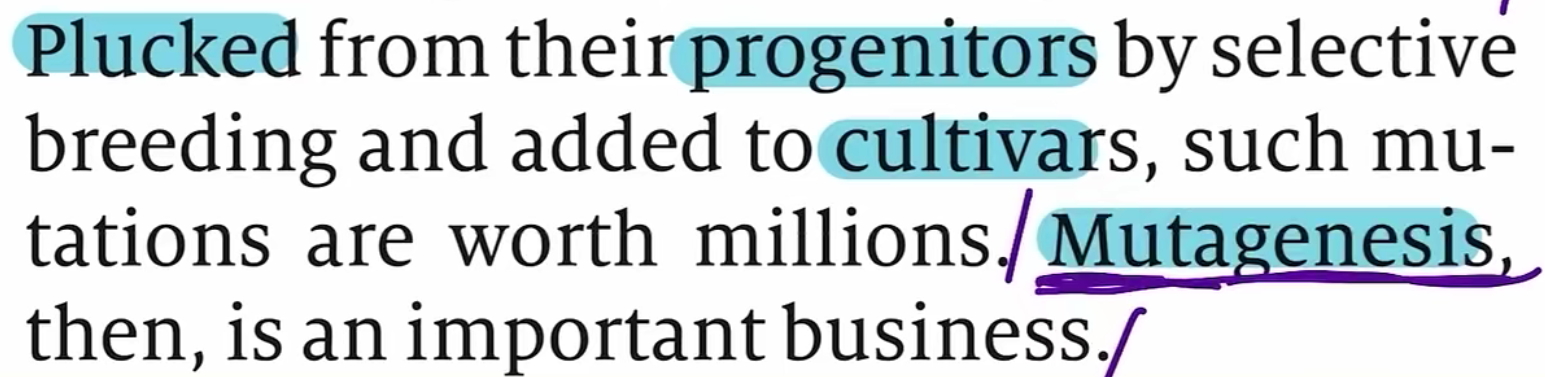 Plucked from their progenitors by selective
breeding and added to cultivars, such mu-
tations are worth millions. Mutagenesis,
then, is an important business.